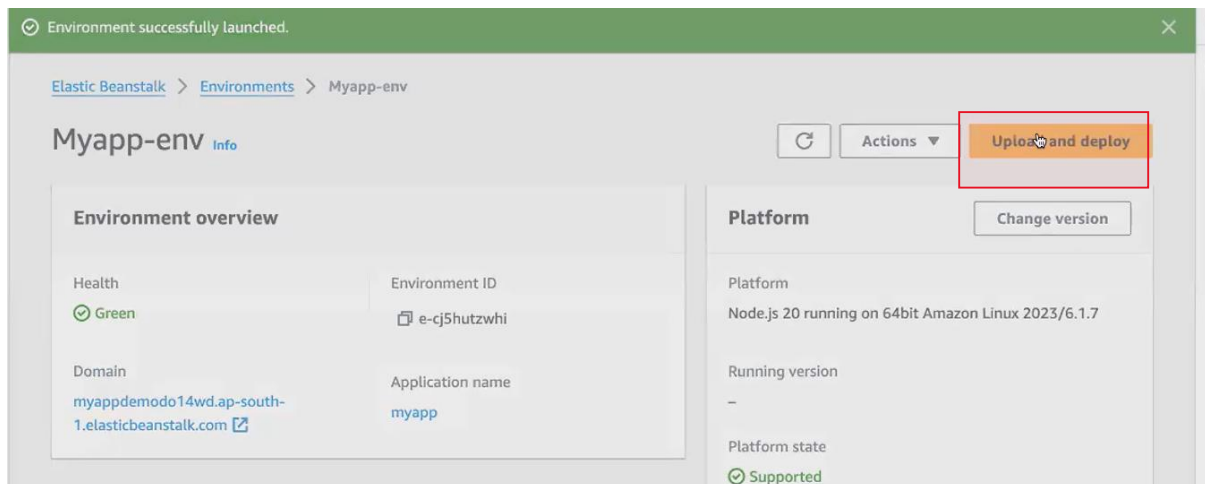 Environment successfully launched.
Elastic Beanstalk > Environments > Myapp-env
Myapp-env Info
Actions
Upload and deploy
Environment overview
Health
Green
Environment ID
e-cj5hutzwhi
Domain
myappdemodo14wd.ap-south-
1.elasticbeanstalk.com
Application name
myapp
Platform
Change version
Platform
Node.js 20 running on 64bit Amazon Linux 2023/6.1.7
Running version
–
Platform state
Supported